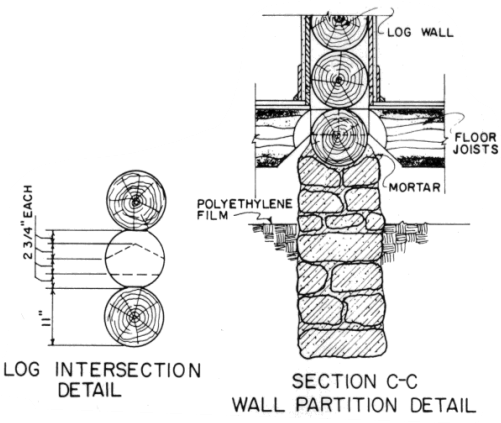 LOG WALL
FLOOR
JOISTS
MORTAR
POLYETHYLENE
FILM
2 3/4" EACH
11"
LOG INTERSECTION
DETAIL
SECTION C-C
WALL PARTITION DETAIL